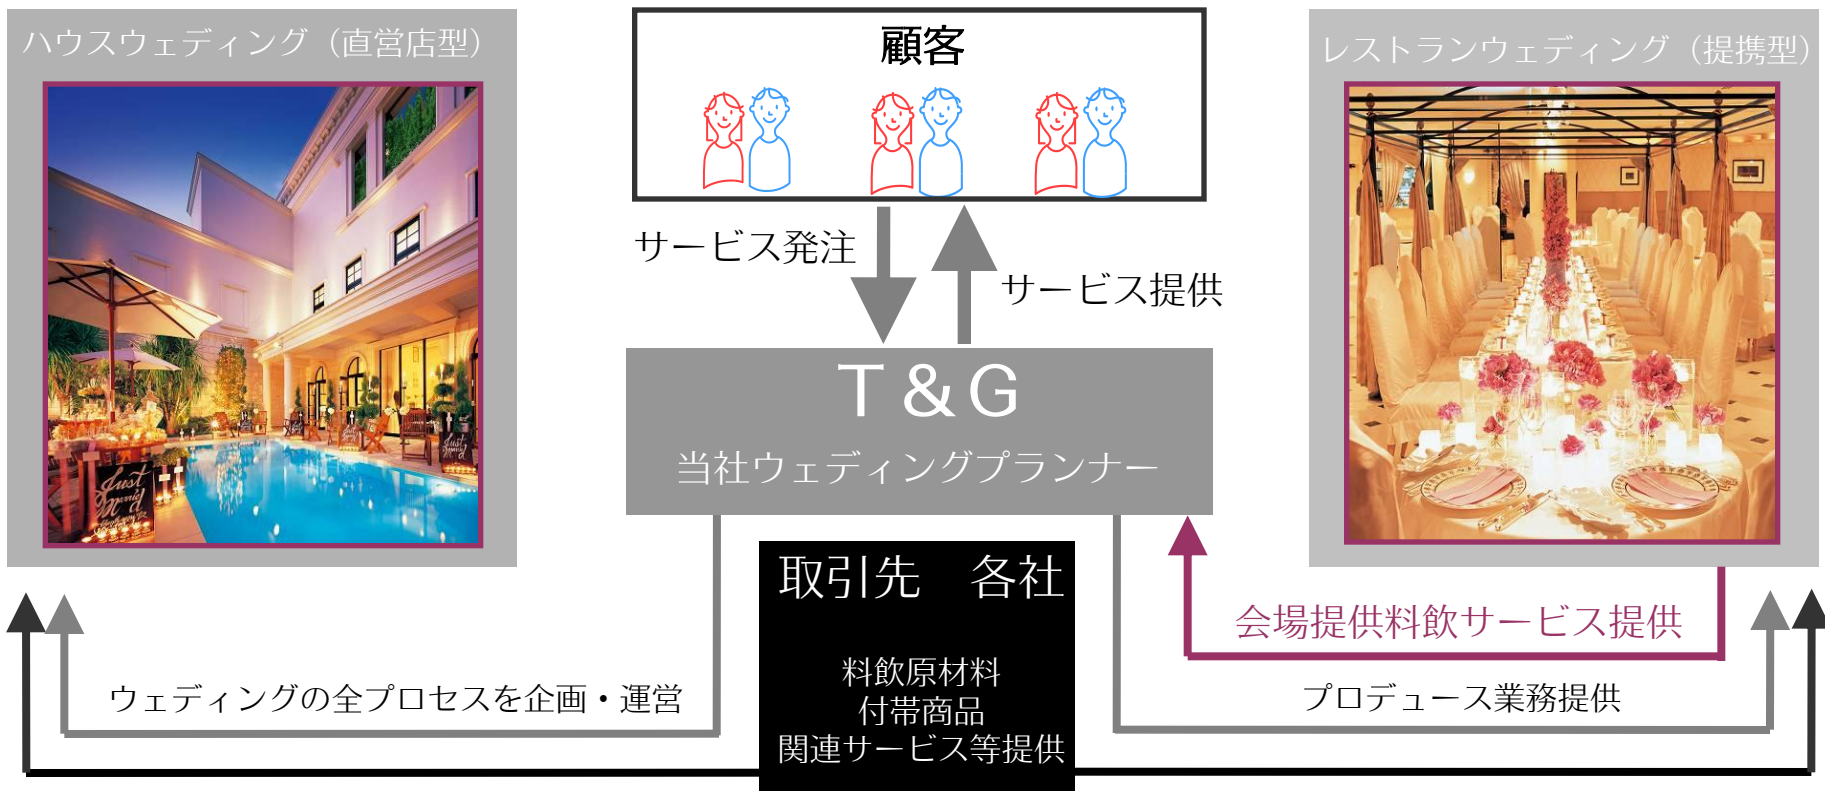 ハウスウェディング（直営店型）
顧客
レストランウェディング（提携型）
サービス発注
サービス提供
T&G
当社ウェディングプランナー
Just
Married
取引先　各社
料飲原材料
付帯商品
関連サービス等提供
会場提供料飲サービス提供
ウェディングの全プロセスを企画・運営
プロデュース業務提供